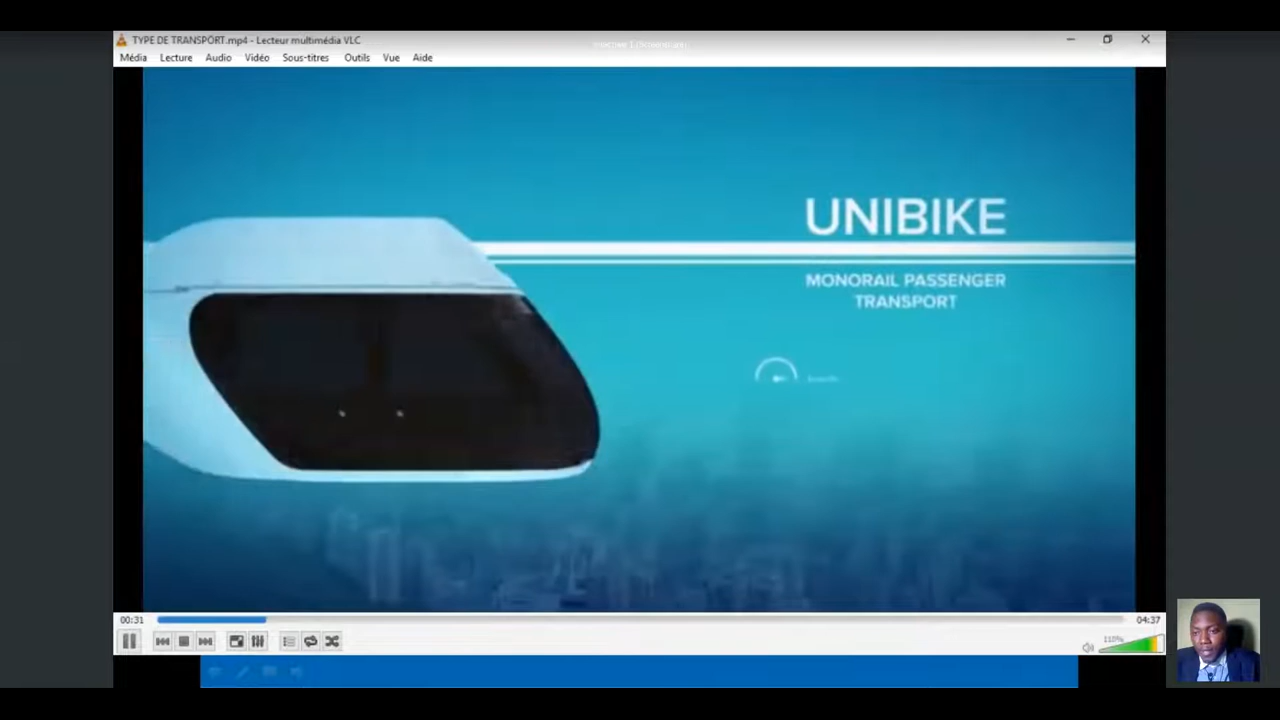 TYPE DE TRANSPORT.mp4 - Lecteur multimédia VLC
Média Lecture Audio Vidéo Sous-titres Outils Vue Aide
UNIBIKE
MONORAIL PASSENGER
TRANSPORT
00:31
04:37
110%